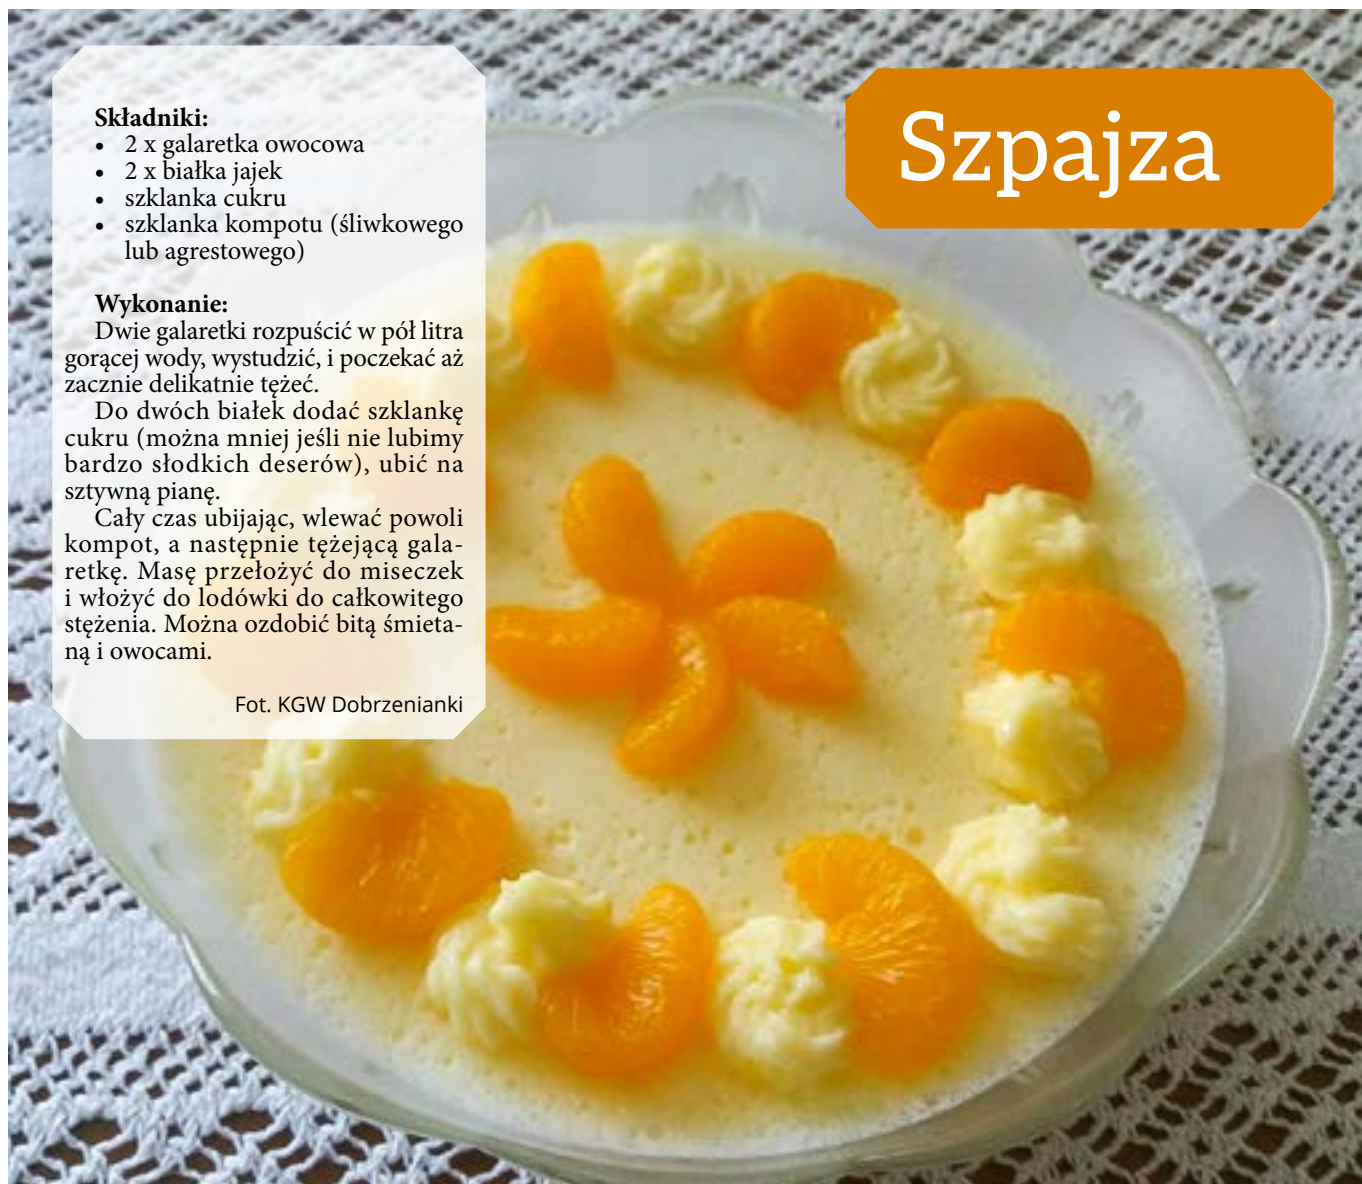 Szpajza
Składniki:
• 2 x galaretka owocowa
• 2 x białka jajek
• szklanka cukru
• szklanka kompotu (śliwkowego
lub agrestowego)
Wykonanie:
Dwie galaretki rozpuścić w pół litra
gorącej wody, wystudzić, i poczekać aż
zacznie delikatnie tężeć.
Do dwóch białek dodać szklankę
cukru (można mniej jeśli nie lubimy
bardzo słodkich deserów), ubić na
sztywną pianę.
Cały czas ubijając, wlewać powoli
kompot, a następnie tężejącą gala-
retkę. Masę przełożyć do miseczek
i włożyć do lodówki do całkowitego
stężenia. Można ozdobić bitą śmieta-
ną i owocami.
Fot. KGW Dobrzenianki